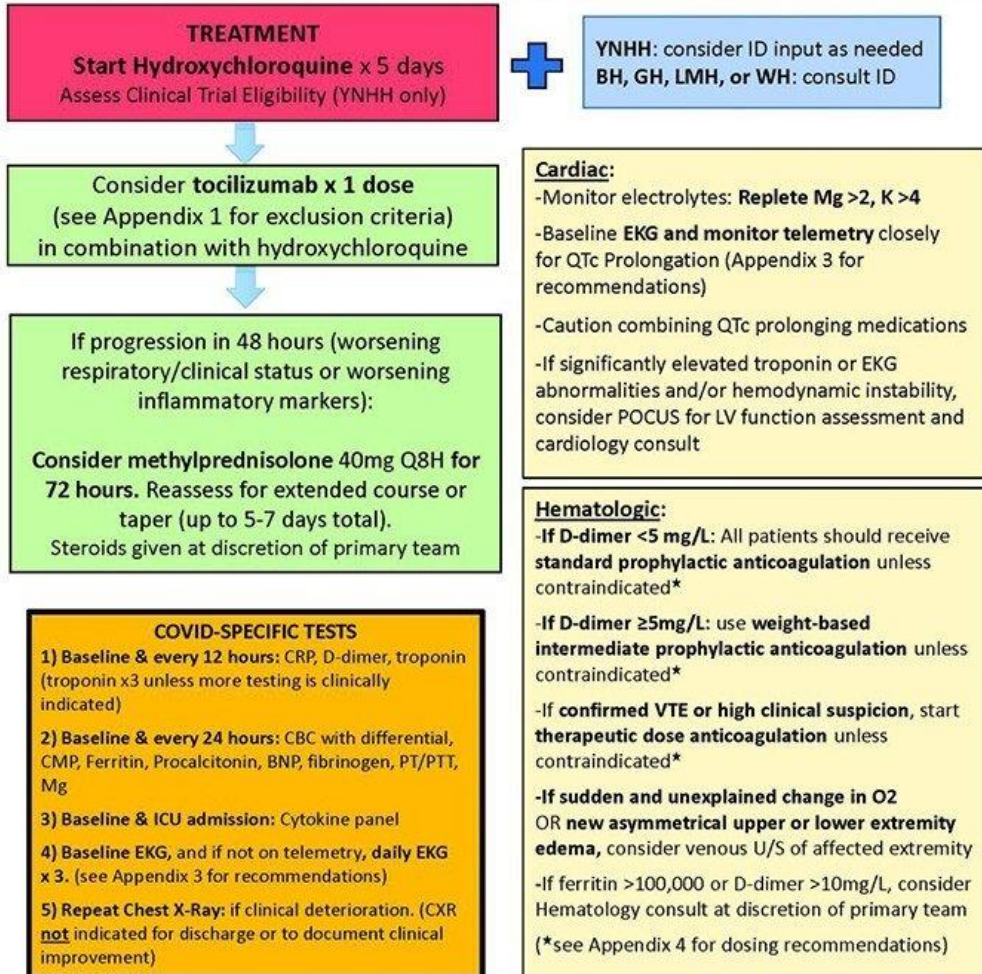 TREATMENT
Start Hydroxychloroquine x 5 days
Assess Clinical Trial Eligibility (YNHH only)
YNHH: consider ID input as needed
BH, GH, LMH, or WH: consult ID
Consider tocilizumab x 1 dose
(see Appendix 1 for exclusion criteria)
in combination with hydroxychloroquine
If progression in 48 hours (worsening
respiratory/clinical status or worsening
inflammatory markers):
Consider methylprednisolone 40mg Q8H for
72 hours. Reassess for extended course or
taper (up to 5-7 days total).
Steroids given at discretion of primary team
COVID-SPECIFIC TESTS
1) Baseline & every 12 hours: CRP, D-dimer, troponin
(troponin x3 unless more testing is clinically
indicated)
2) Baseline & every 24 hours: CBC with differential,
CMP, Ferritin, Procalcitonin, BNP, fibrinogen, PT/PTT,
Mg
3) Baseline & ICU admission: Cytokine panel
4) Baseline EKG, and if not on telemetry, daily EKG
x 3. (see Appendix 3 for recommendations)
5) Repeat Chest X-Ray: if clinical deterioration. (CXR
not indicated for discharge or to document clinical
improvement)
Cardiac:
-Monitor electrolytes: Replete Mg >2, K >4
-Baseline EKG and monitor telemetry closely
for QTc Prolongation (Appendix 3 for
recommendations)
-Caution combining QTc prolonging medications
-If significantly elevated troponin or EKG
abnormalities and/or hemodynamic instability,
consider POCUS for LV function assessment and
cardiology consult
Hematologic:
-If D-dimer <5 mg/L: All patients should receive
standard prophylactic anticoagulation unless
contraindicated*
-If D-dimer ≥5mg/L: use weight-based
intermediate prophylactic anticoagulation unless
contraindicated*
-If confirmed VTE or high clinical suspicion, start
therapeutic dose anticoagulation unless
contraindicated*
-If sudden and unexplained change in O2
OR new asymmetrical upper or lower extremity
edema, consider venous U/S of affected extremity
-If ferritin >100,000 or D-dimer >10mg/L, consider
Hematology consult at discretion of primary team
(*see Appendix 4 for dosing recommendations)